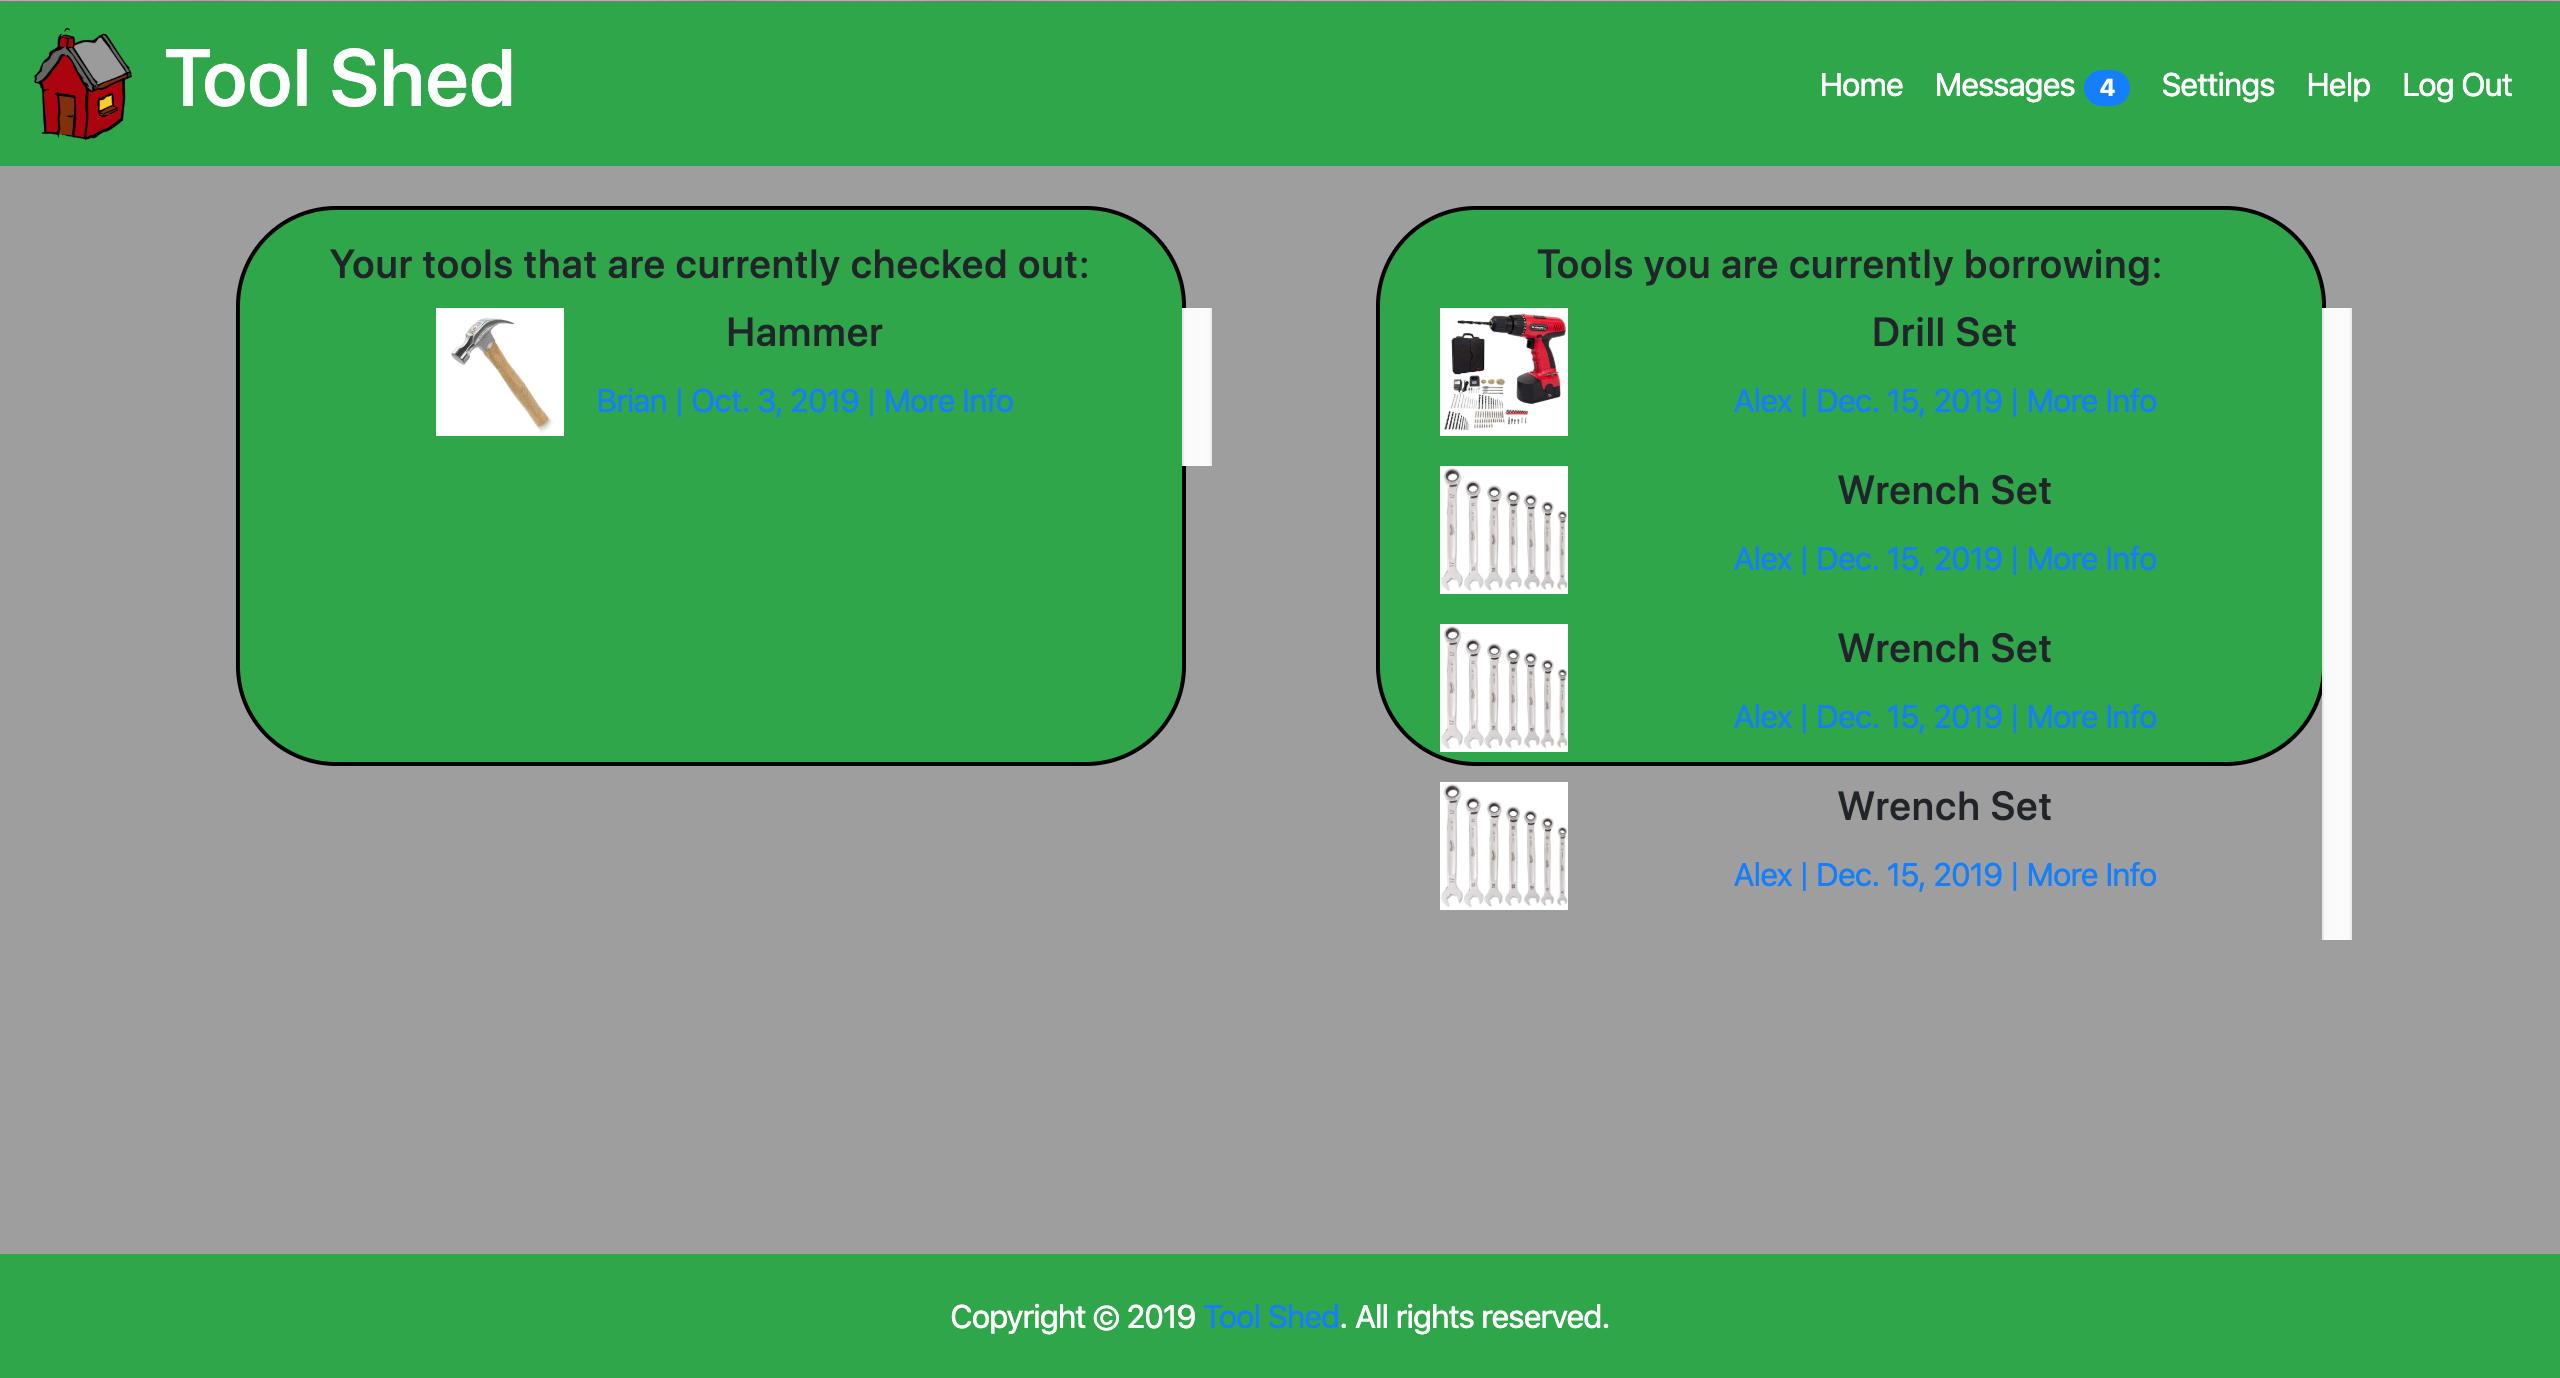 Tool Shed
Home Messages 4 Settings Help Log Out
Your tools that are currently checked out:
Hammer
Brian | Oct. 3, 2019 | More Info
Tools you are currently borrowing:
Drill Set
Alex | Dec. 15, 2019 | More Info
Wrench Set
Alex | Dec. 15, 2019 | More Info
Wrench Set
Alex | Dec. 15, 2019 | More Info
Wrench Set
Alex | Dec. 15, 2019 | More Info
Copyright © 2019 Tool Shed. All rights reserved.